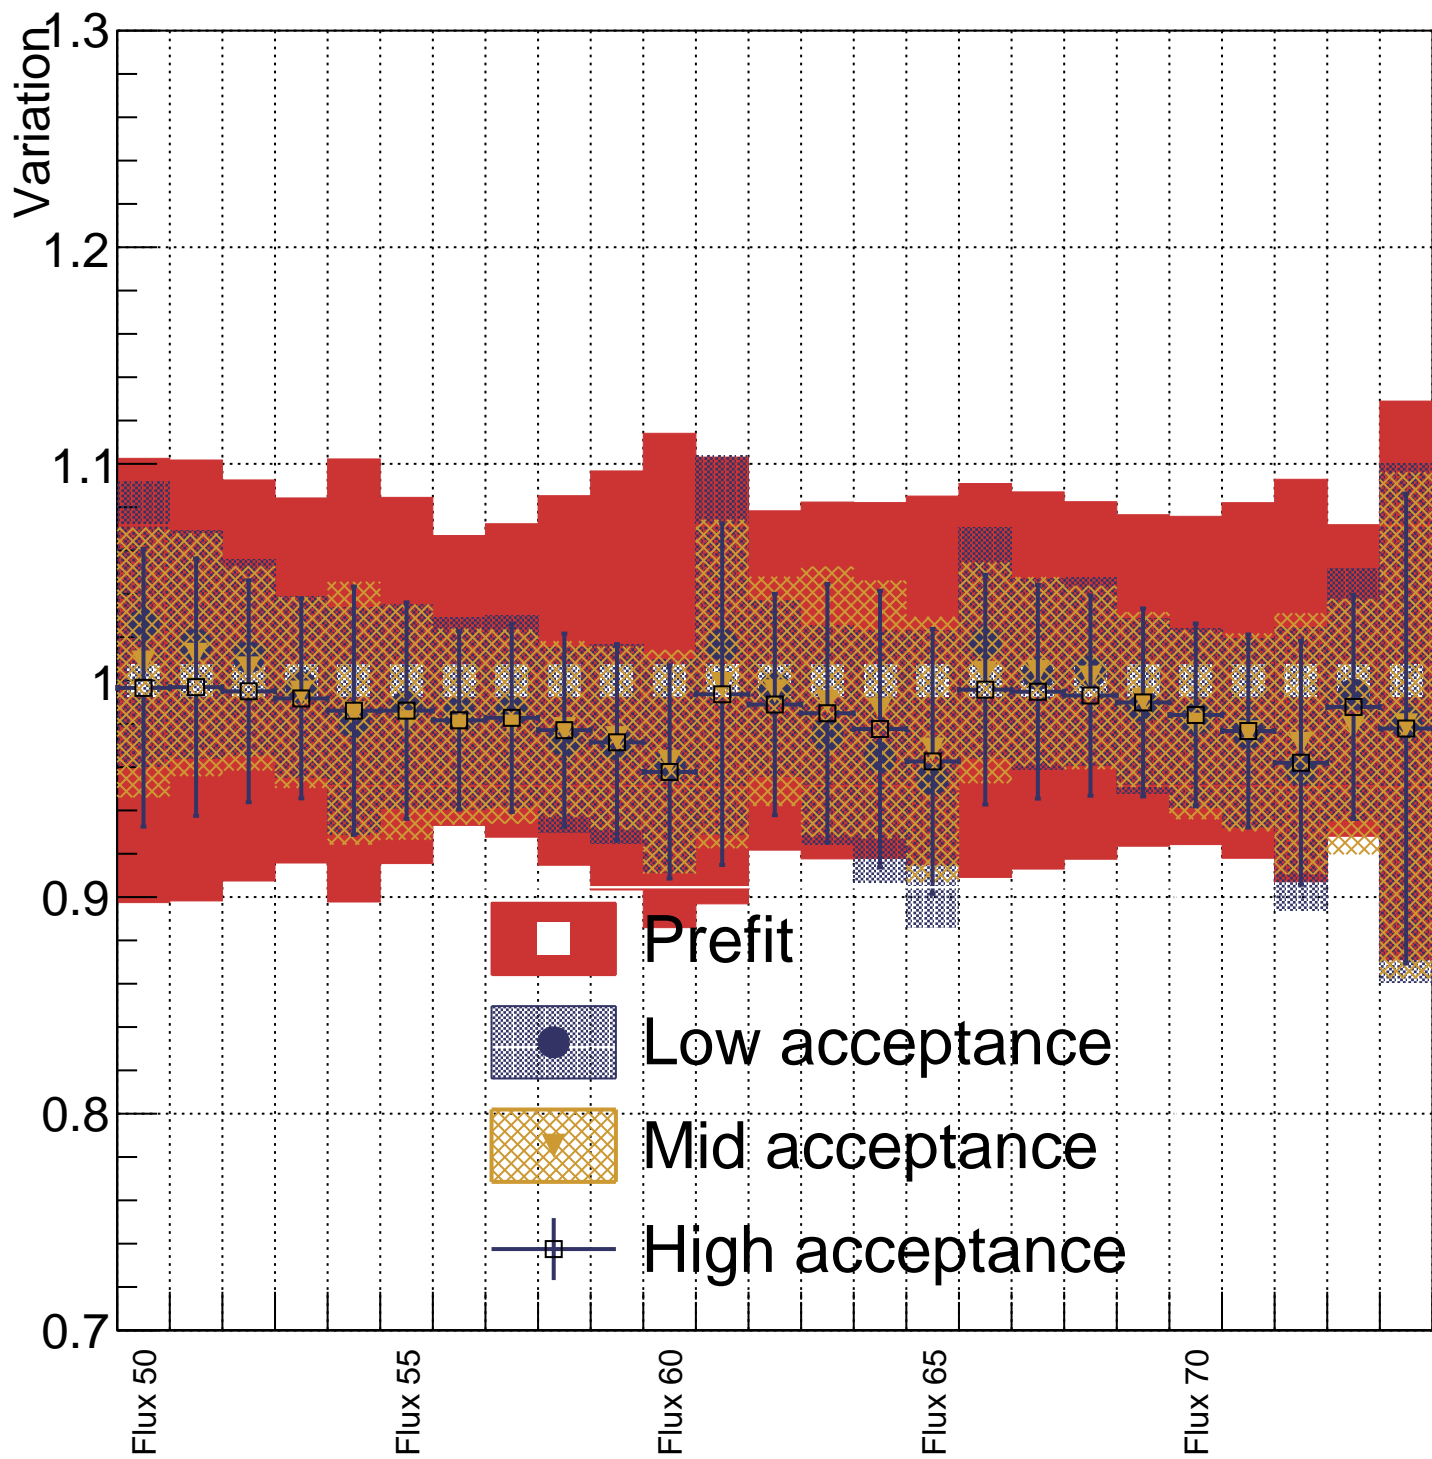 Variation
1.3
1.2
1.1
1
0.9
0.8
0.7
Prefit
Low acceptance
Mid acceptance
High acceptance
Flux 50
Flux 55
Flux 60
Flux 65
Flux 70